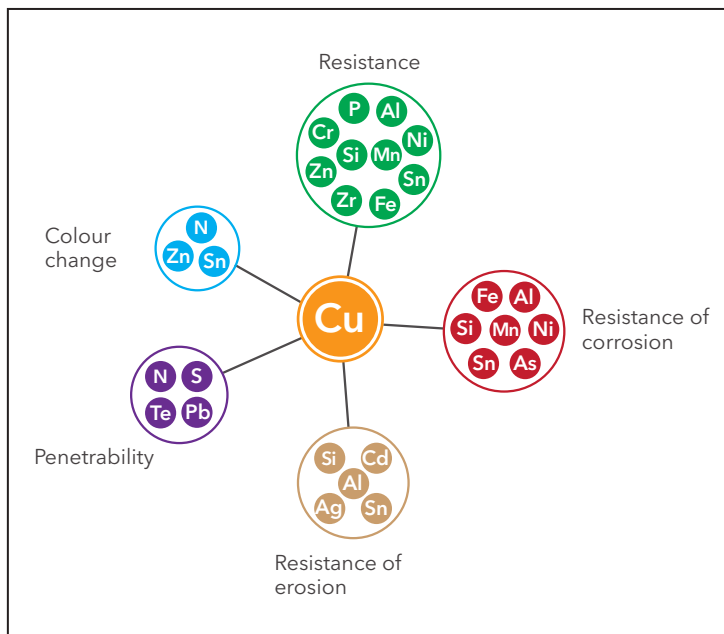 Resistance
P Al
Cr Ni
Si Mn
Zn Sn
Zr Fe
Colour
change
N
Zn Sn
Cu
Fe Al
Si Mn Ni
Sn As
Resistance of
corrosion
N S
Te Pb
Penetrability
Si Cd
Al
Ag Sn
Resistance of
erosion